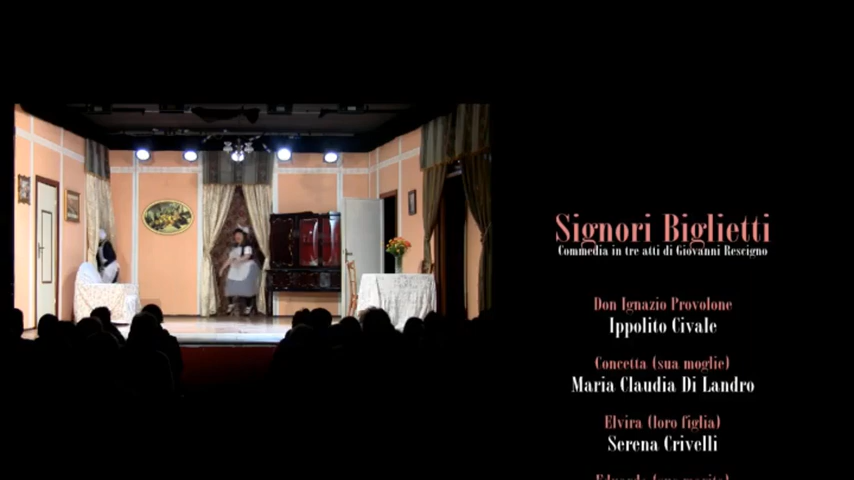 Signori Biglietti
Commedia in tre atti di Giovanni Rescigno
Don Ignazio Provolone
Ippolito Civale
Concetta (sua moglie)
Maria Claudia Di Landro
Elvira (loro figlia)
Serena Crivelli